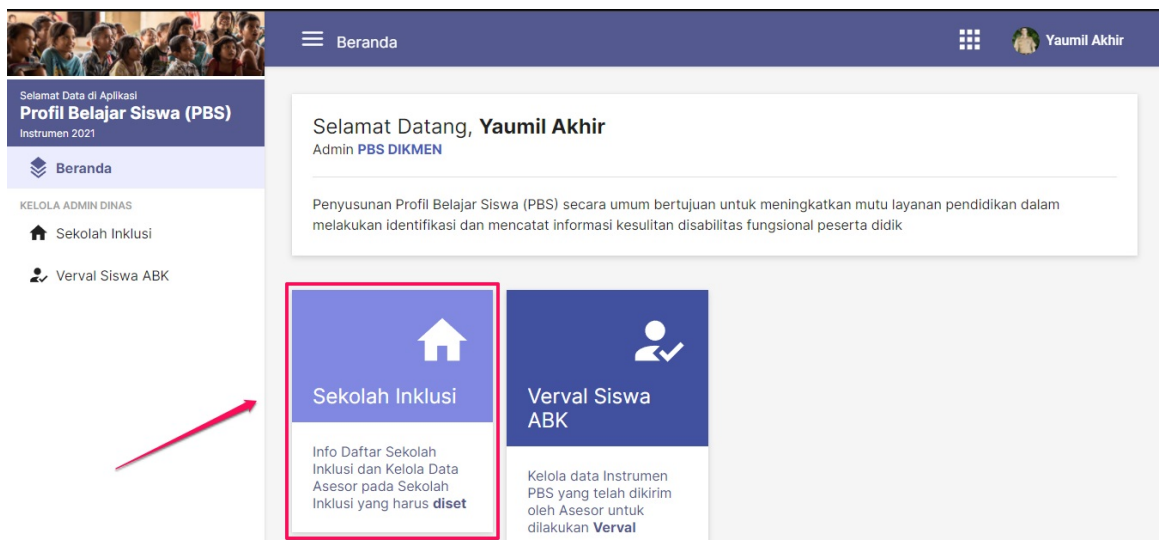 Beranda
Yaumil Akhir
Selamat Data di Aplikasi
Profil Belajar Siswa (PBS)
Instrumen 2021
Beranda
KELOLA ADMIN DINAS
Sekolah Inklusi
Verval Siswa ABK
Selamat Datang, Yaumil Akhir
Admin PBS DIKMEN
Penyusunan Profil Belajar Siswa (PBS) secara umum bertujuan untuk meningkatkan mutu layanan pendidikan dalam
melakukan identifikasi dan mencatat informasi kesulitan disabilitas fungsional peserta didik
Sekolah Inklusi
Info Daftar Sekolah
Inklusi dan Kelola Data
Asesor pada Sekolah
Inklusi yang harus diset
Verval Siswa
ABK
Kelola data Instrumen
PBS yang telah dikirim
oleh Asesor untuk
dilakukan Verval